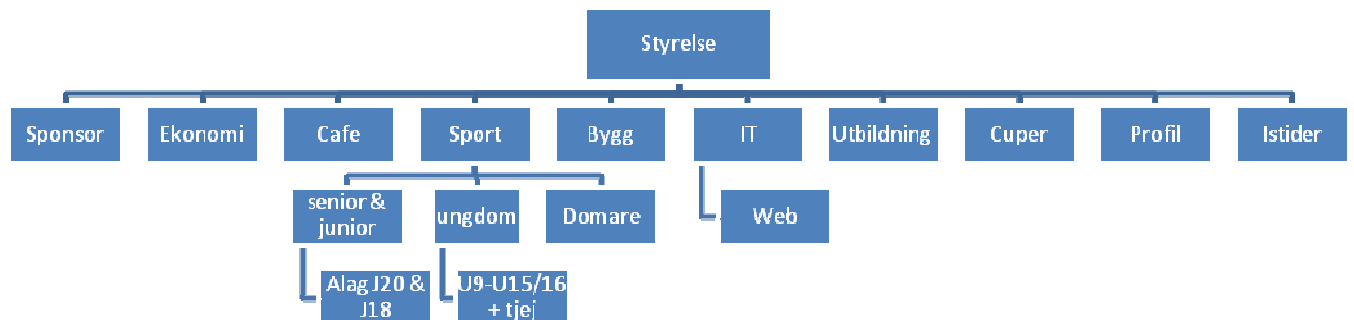 Styrelse
Sponsor
Ekonomi
Cafe
Sport
Bygg
IT
Utbildning
Cuper
Profil
Istider
senior &
junior
ungdom
Domare
Web
Alag J20 &
J18
U9-U15/16
+ tjej